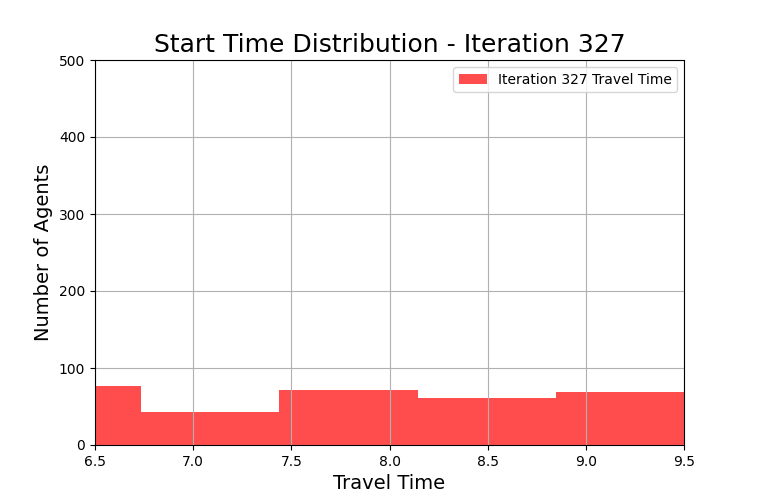 Start Time Distribution - Iteration 327
Iteration 327 Travel Time
Number of Agents
500
400
300
200
100
0
6.5 7.0 7.5 8.0 8.5 9.0 9.5
Travel Time